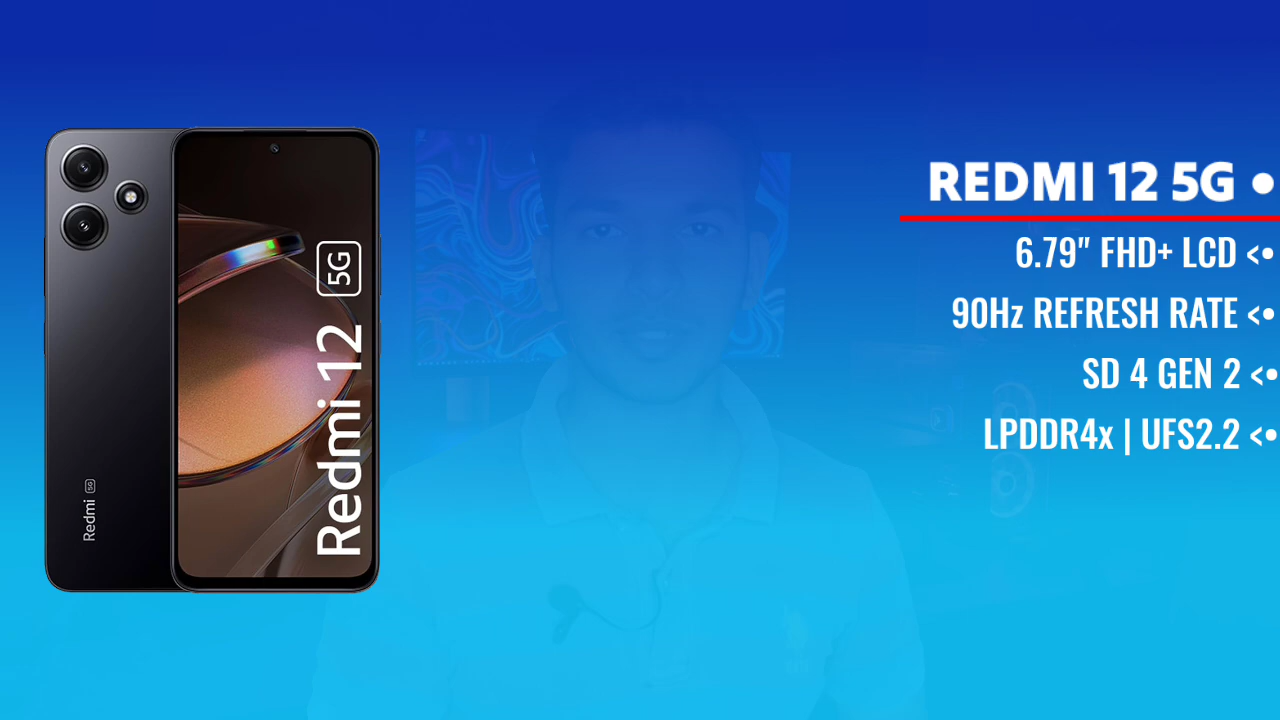 REDMI 12 5G •
6.79" FHD+ LCD <•
90Hz REFRESH RATE <•
SD 4 GEN 2 <•
LPDDR4x | UFS2.2 <•
Redmi 12 5G
Redmi 5G